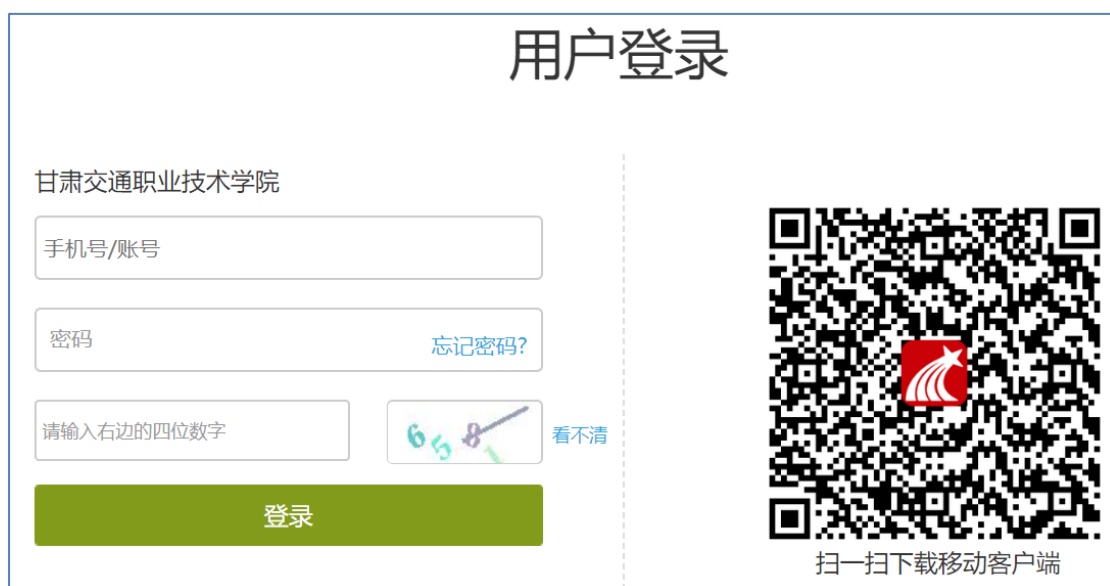 用户登录
甘肃交通职业技术学院
手机号/账号
密码
忘记密码?
请输入右边的四位数字
6581
看不清
登录
扫一扫下载移动客户端